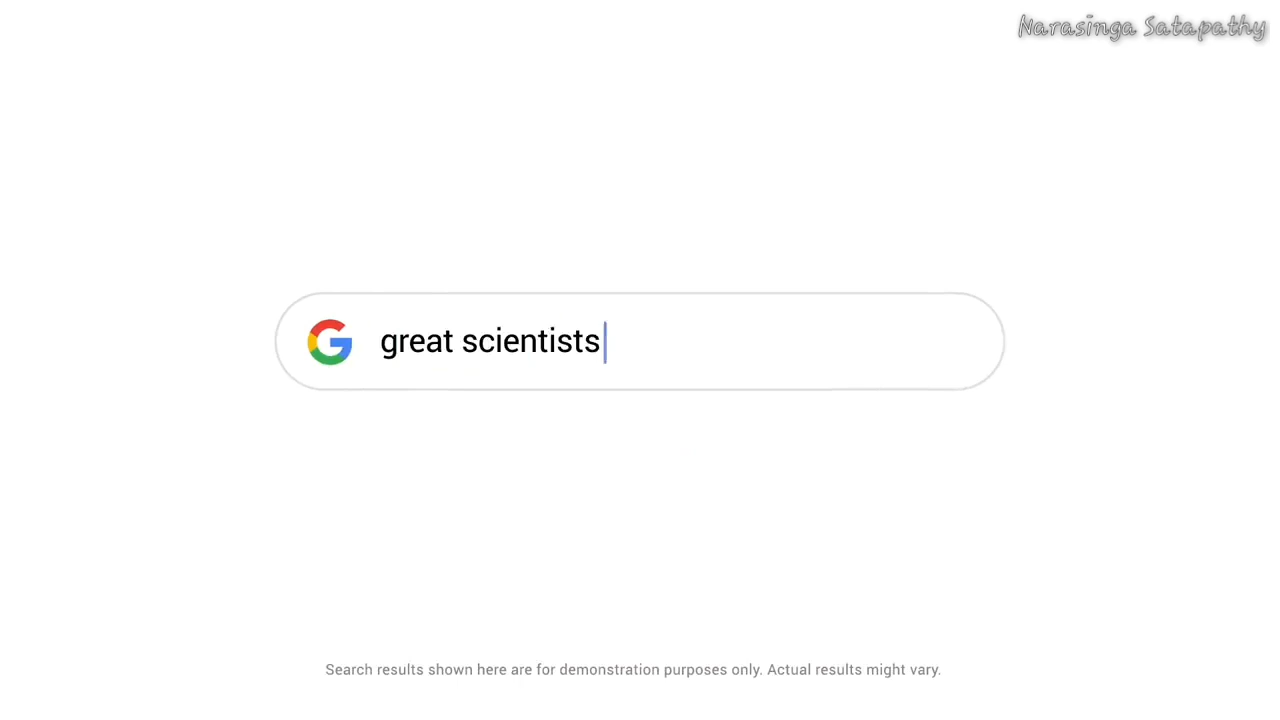 Narasinga Satapathy
great scientists
Search results shown here are for demonstration purposes only. Actual results might vary.